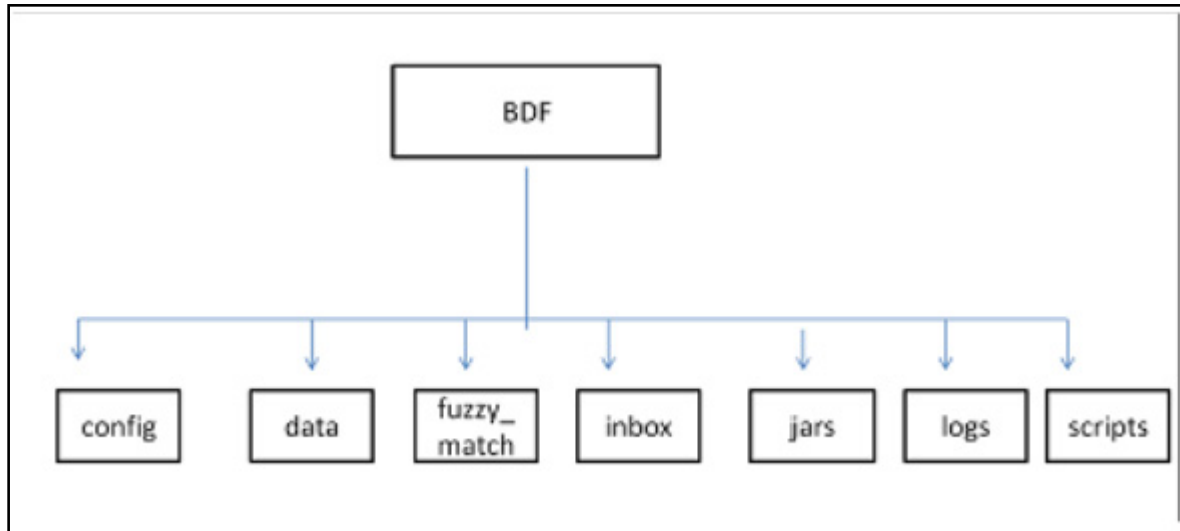 BDF
config
data
fuzzy_
match
inbox
jars
logs
scripts